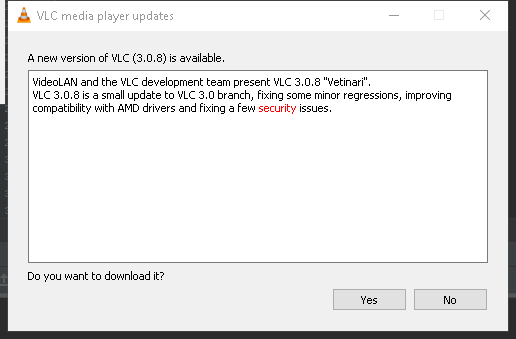 VLC media player updates
A new version of VLC (3.0.8) is available.
VideoLAN and the VLC development team present VLC 3.0.8 "Vetinari".
VLC 3.0.8 is a small update to VLC 3.0 branch, fixing some minor regressions, improving
compatibility with AMD drivers and fixing a few security issues.
Do you want to download it?
Yes No